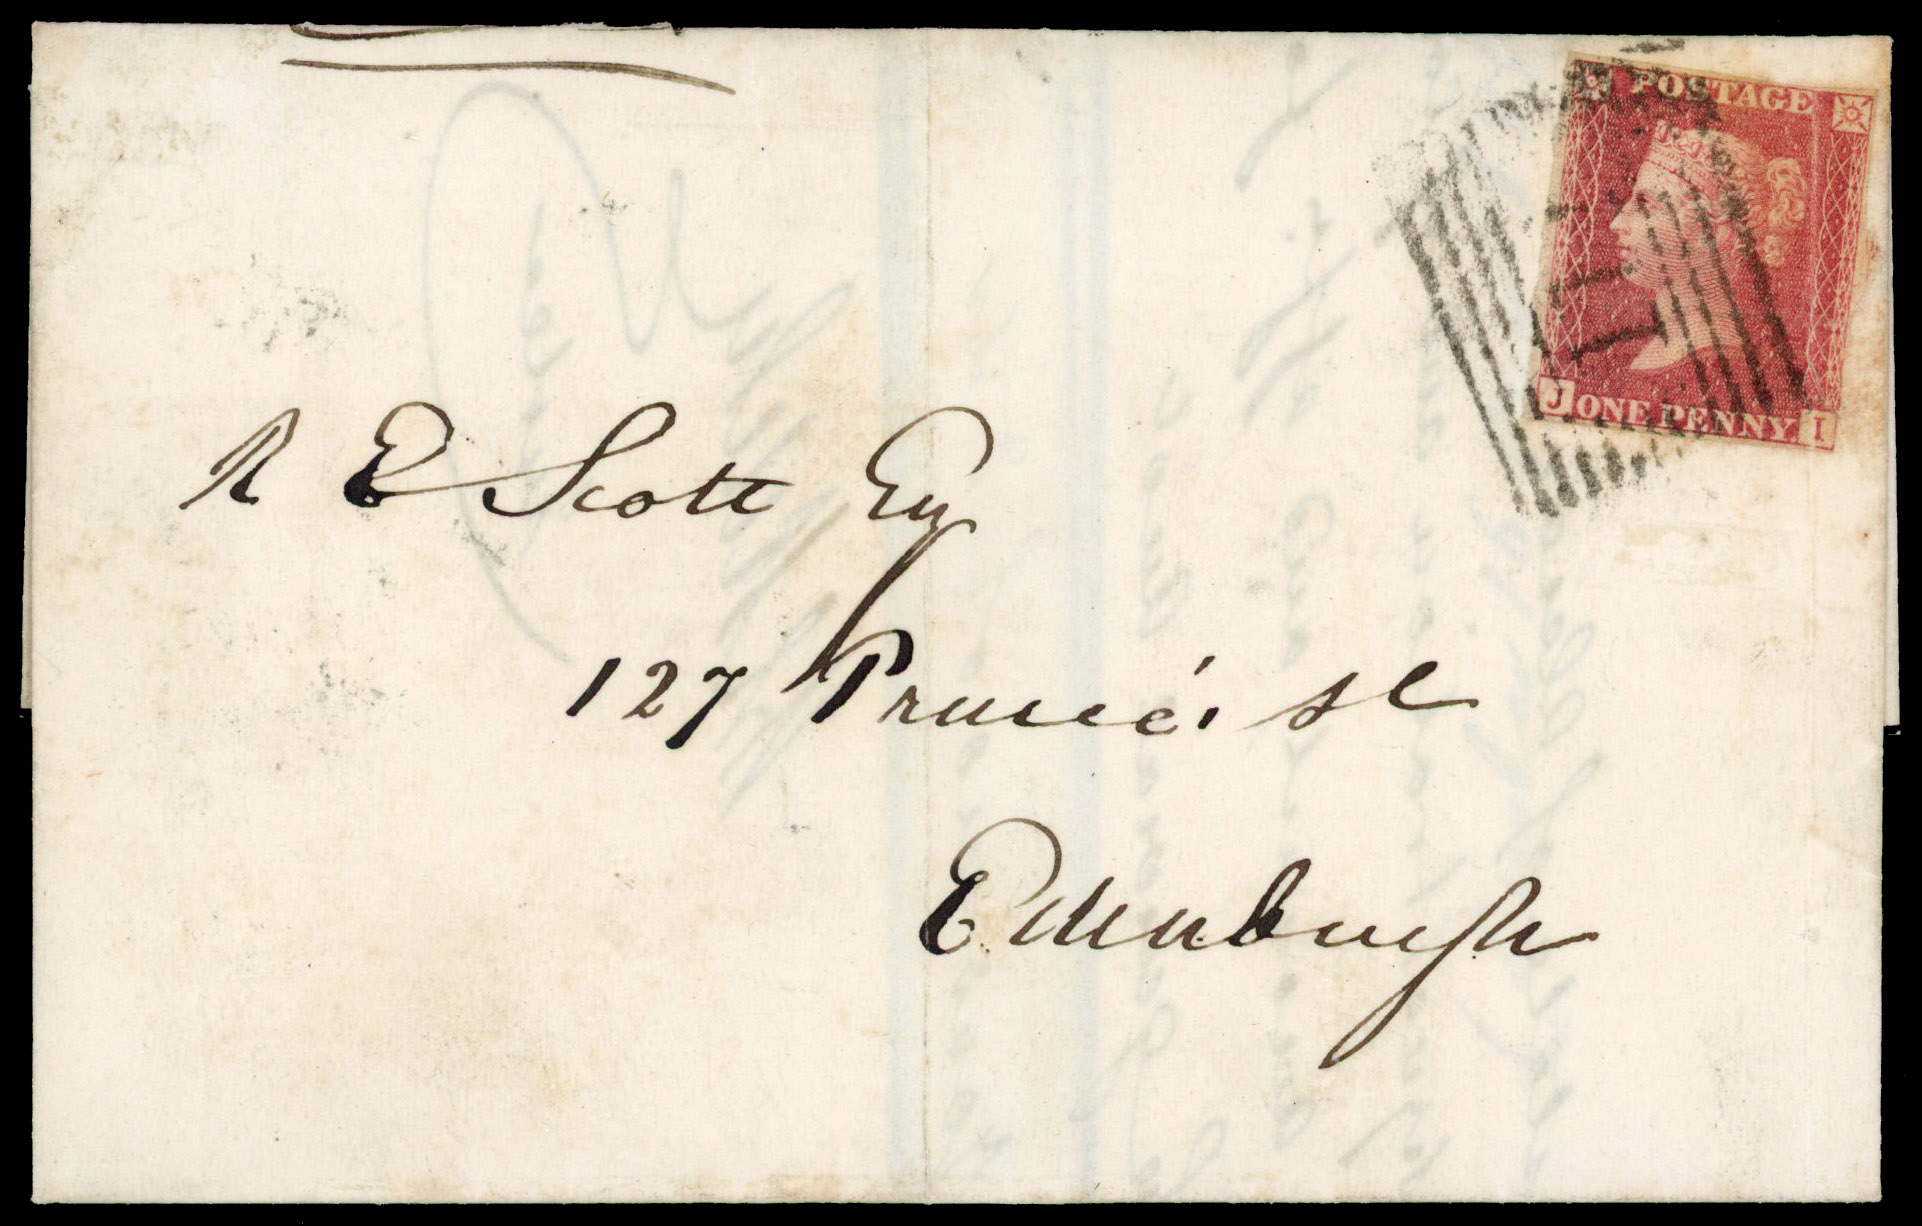 POSTAGE
J ONE PENNY. I
R E Scott Esq
127 Princes St
Edinburgh